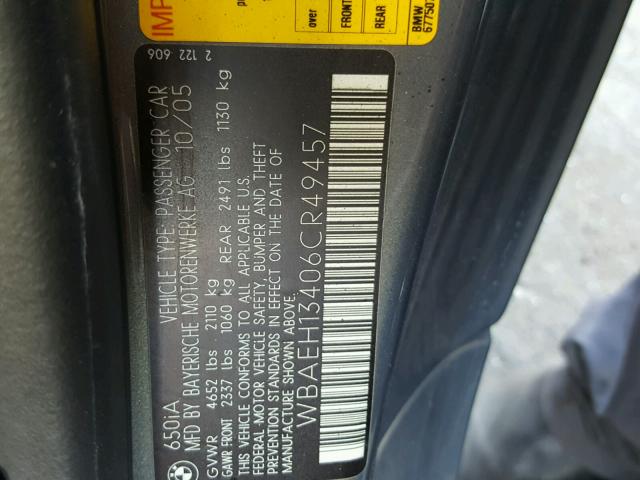 650iA VEHICLE TYPE: PASSENGER CAR
MFD BY BAYERISCHE MOTORENWERKE AG 10/05
GVWR 4652 lbs 2110 kg
GAWR FRONT 2337 lbs 1060 kg REAR 2491 lbs 1130 kg
THIS VEHICLE CONFORMS TO ALL APPLICABLE U.S.
FEDERAL-MOTOR VEHICLE SAFETY, BUMPER AND THEFT
PREVENTION STANDARDS IN EFFECT ON THE DATE OF
MANUFACTURE SHOWN ABOVE.
WBAEH13406CR49457
2 122 606
over
FRONT
REAR
BMW